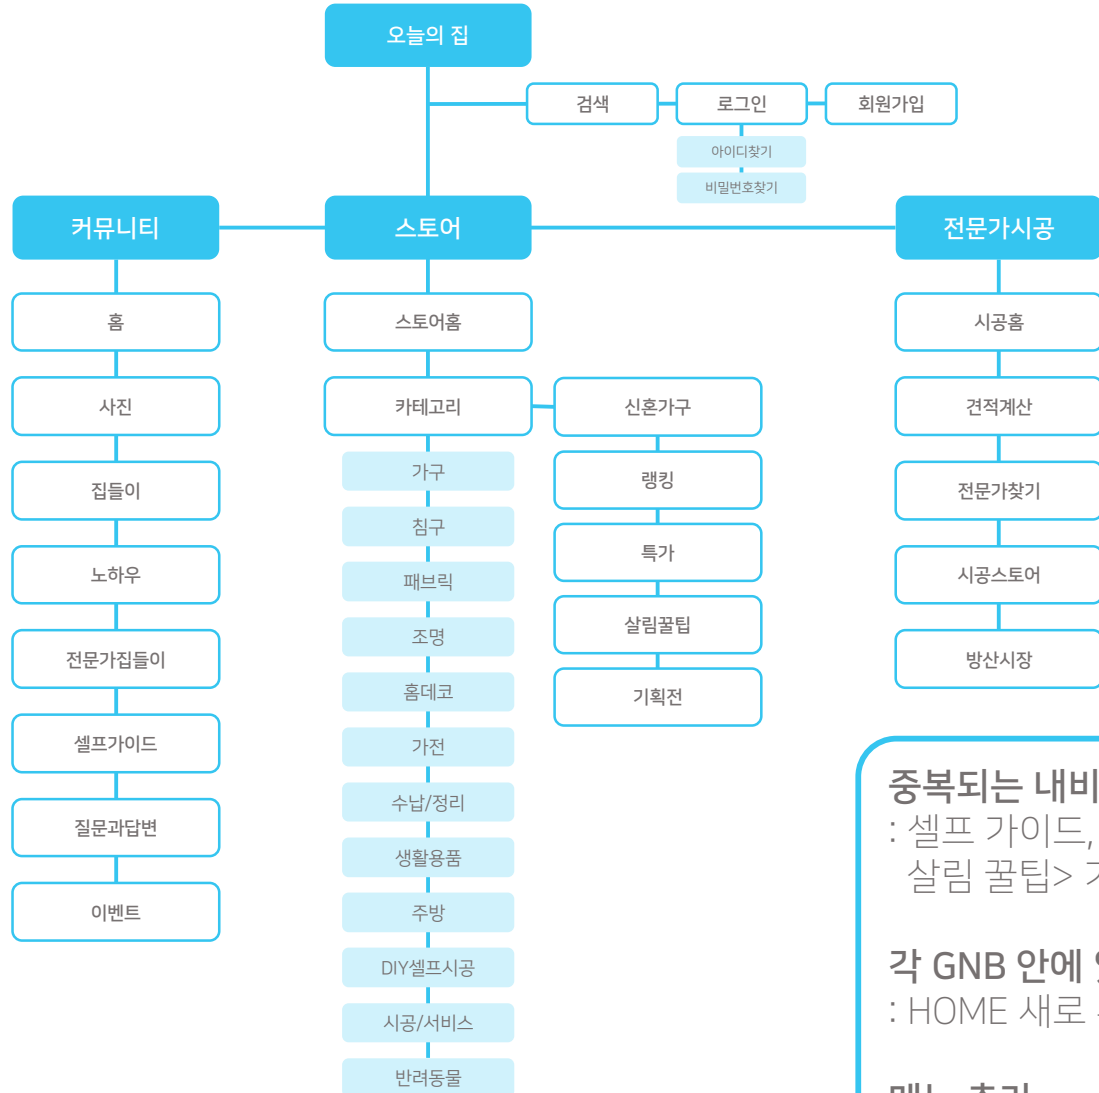 오늘의 집
검색
로그인
회원가입
아이디찾기
비밀번호찾기
커뮤니티
스토어
전문가시공
홈
사진
집들이
노하우
전문가집들이
셀프가이드
질문과답변
이벤트
스토어홈
카테고리
가구
침구
패브릭
조명
홈데코
가전
수납/정리
생활용품
주방
DIY셀프시공
시공/서비스
반려동물
신혼가구
랭킹
특가
살림꿀팁
기획전
시공홈
견적계산
전문가찾기
시공스토어
방산시장
중복되는 내비
: 셀프 가이드,
살림 꿀팁>
각 GNB 안에
: HOME 새로